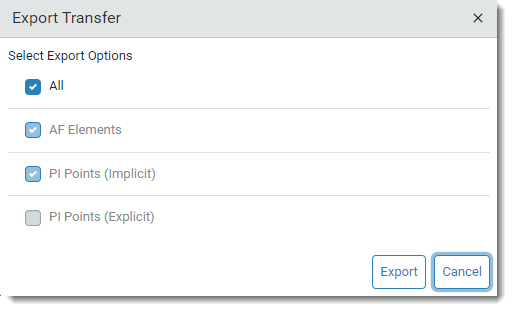 Export Transfer
Select Export Options
All
AF Elements
PI Points (Implicit)
PI Points (Explicit)
Export Cancel